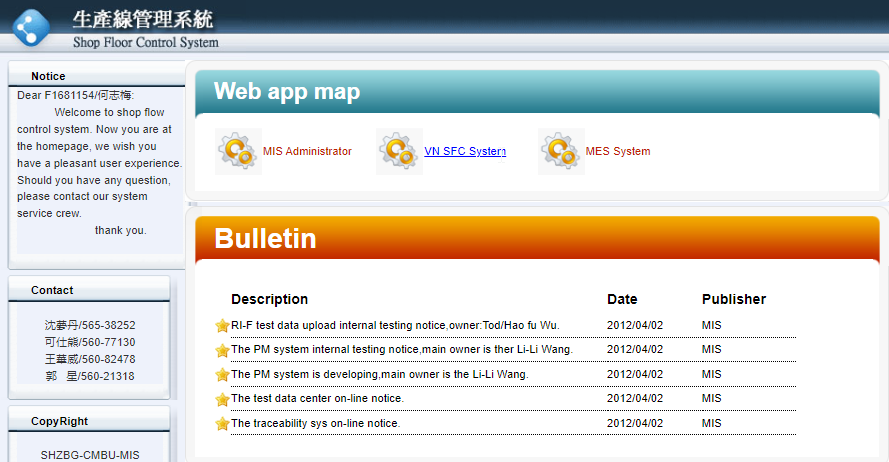 生產線管理系統
Shop Floor Control System
Notice
Dear F1681154/何志梅:
Welcome to shop flow
control system. Now you are at
the homepage, we wish you
have a pleasant user experience.
Should you have any question,
please contact our system
service crew.
thank you.
Contact
沈夢丹/565-38252
可仕龍/560-77130
王華威/560-82478
郭 星/560-21318
CopyRight
SHZBG-CMBU-MIS
Web app map
MIS Administrator
VN SFC System
MES System
Bulletin
Description Date Publisher
RI-F test data upload internal testing notice,owner:Tod/Hao fu Wu. 2012/04/02 MIS
The PM system internal testing notice,main owner is ther Li-Li Wang. 2012/04/02 MIS
The PM system is developing,main owner is the Li-Li Wang. 2012/04/02 MIS
The test data center on-line notice. 2012/04/02 MIS
The traceability sys on-line notice. 2012/04/02 MIS